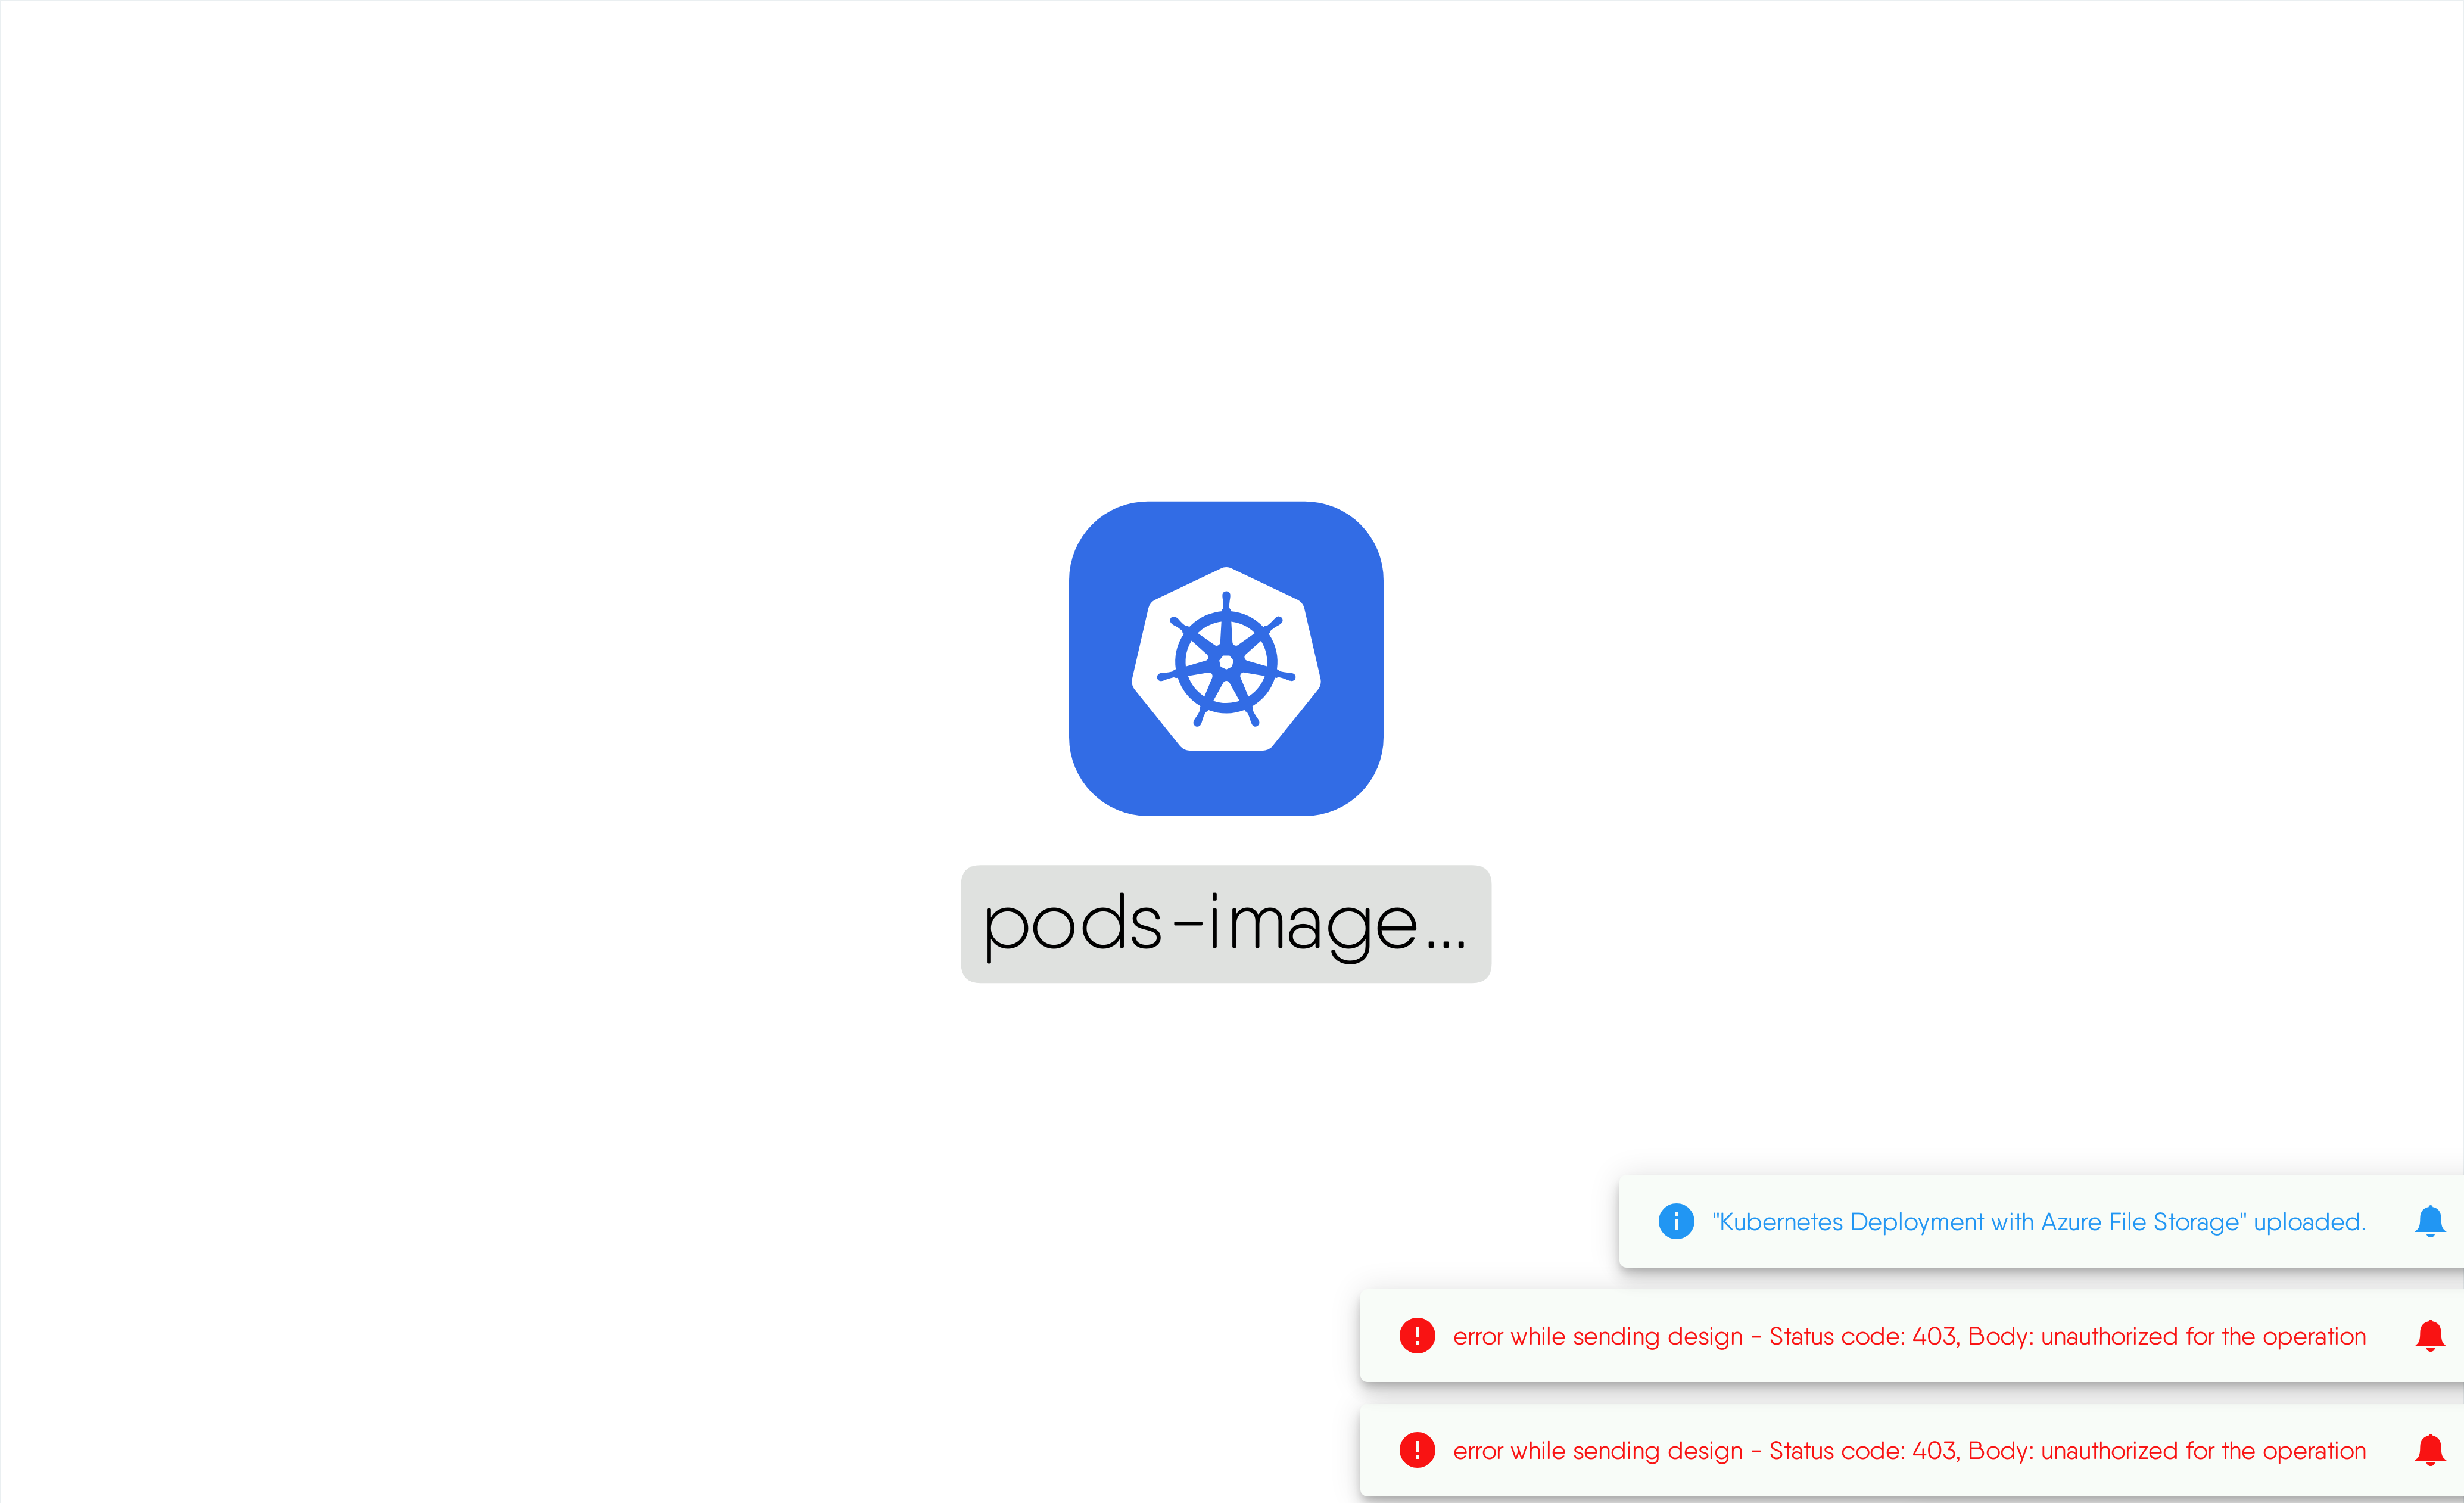 pods-image...
"Kubernetes Deployment with Azure File Storage" uploaded.
error while sending design - Status code: 403, Body: unauthorized for the operation
error while sending design - Status code: 403, Body: unauthorized for the operation